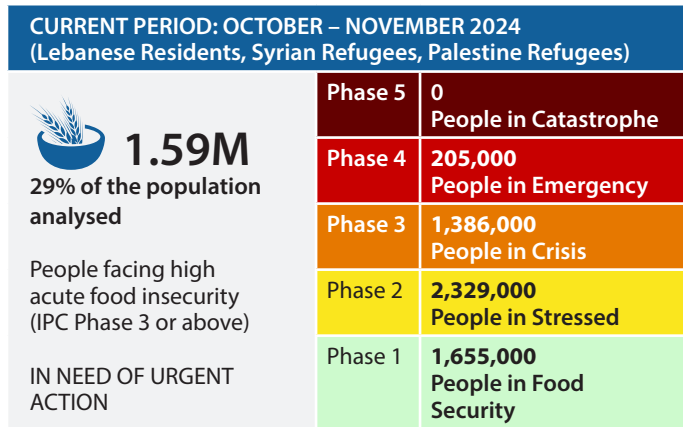 CURRENT PERIOD: OCTOBER – NOVEMBER 2024
(Lebanese Residents, Syrian Refugees, Palestine Refugees)
1.59M
29% of the population
analysed
People facing high
acute food insecurity
(IPC Phase 3 or above)
IN NEED OF URGENT
ACTION
Phase 5
0
People in Catastrophe
Phase 4
205,000
People in Emergency
Phase 3
1,386,000
People in Crisis
Phase 2
2,329,000
People in Stressed
Phase 1
1,655,000
People in Food
Security